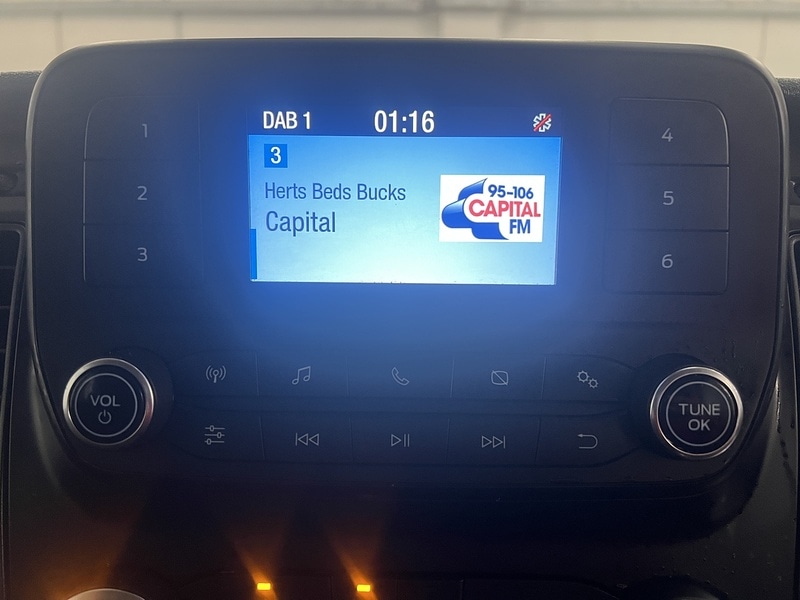 DAB 1 01:16
3
Herts Beds Bucks
Capital
95-106
CAPITAL
FM
1
2
3
4
5
6
VOL
TUNE
OK